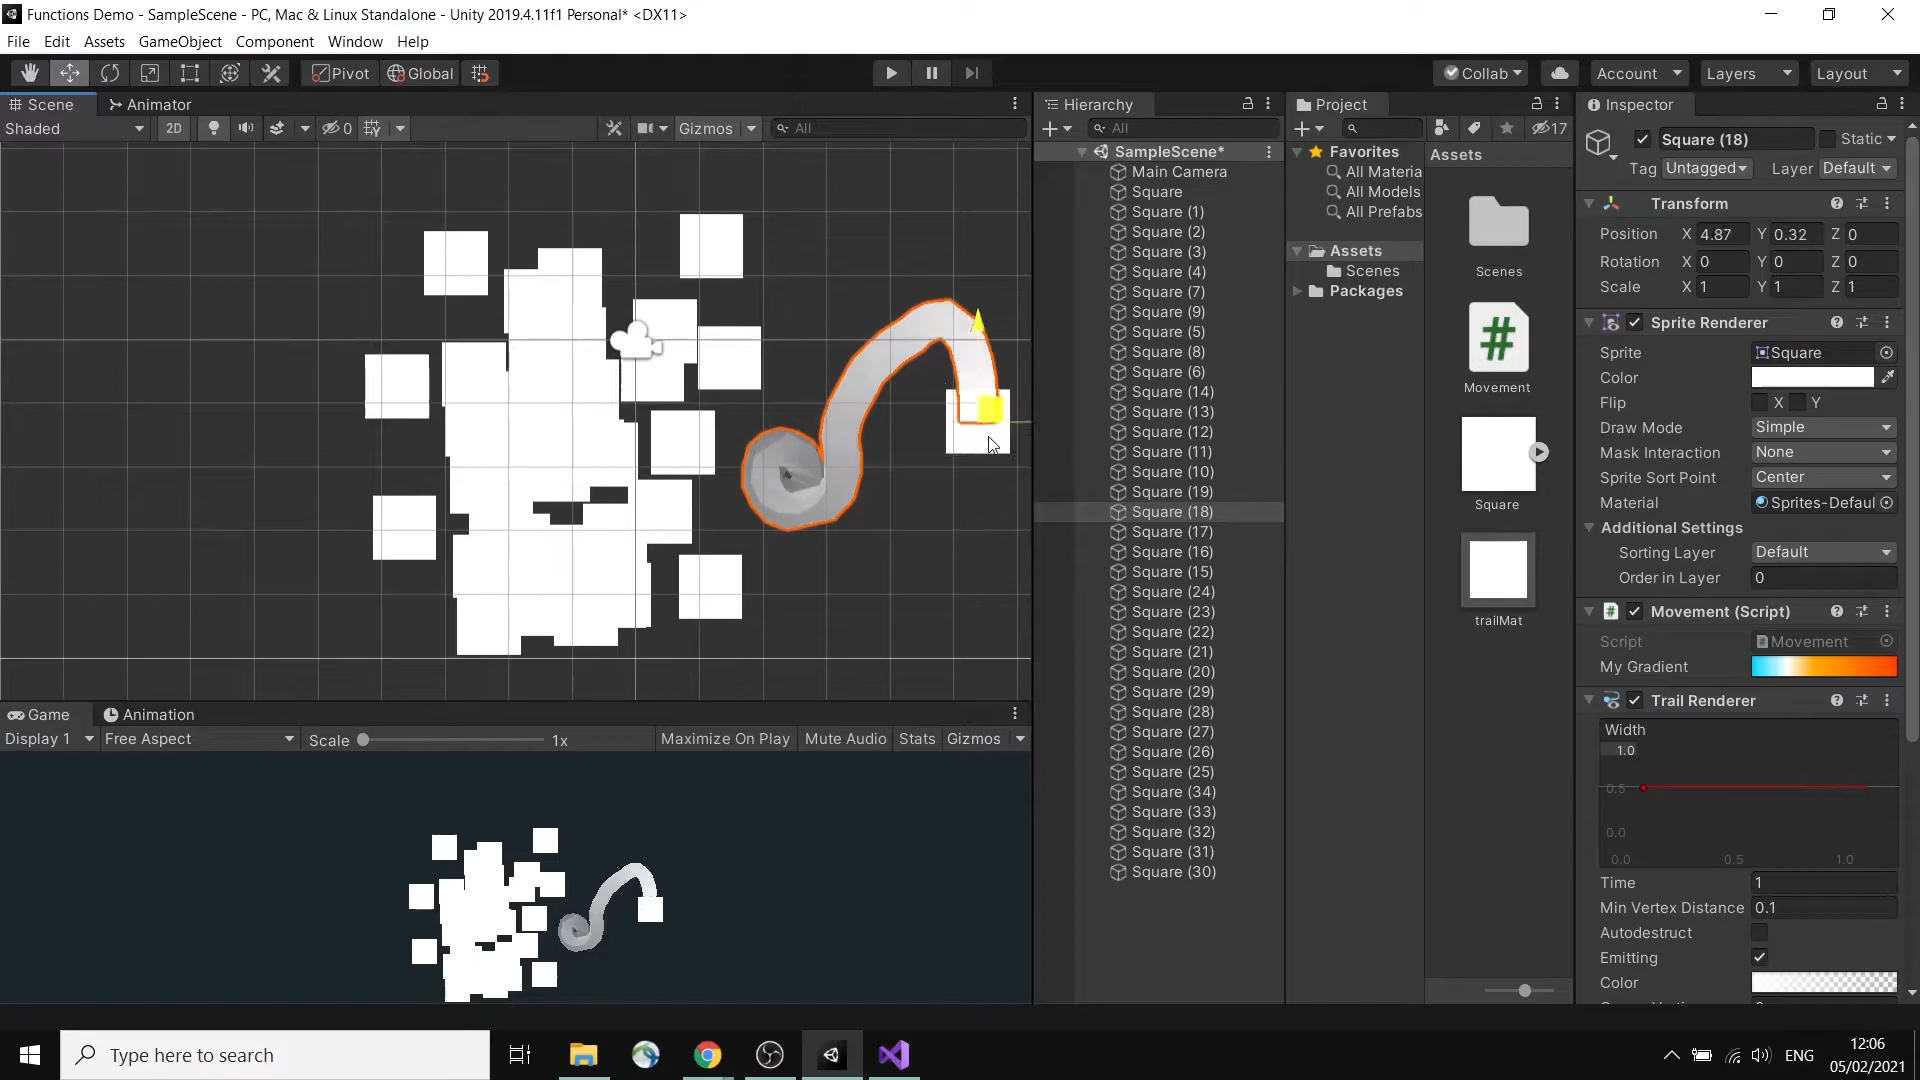 Functions Demo - SampleScene - PC, Mac & Linux Standalone - Unity 2019.4.11f1 Personal* <DX11>
File Edit Assets GameObject Component Window Help
Pivot Global Collab Account Layers Layout
Scene Animator
Shaded 2D 0 Gizmos All
Hierarchy
All
SampleScene*
Main Camera
Square
Square (1)
Square (2)
Square (3)
Square (4)
Square (7)
Square (9)
Square (5)
Square (8)
Square (6)
Square (14)
Square (13)
Square (12)
Square (11)
Square (10)
Square (19)
Square (18)
Square (17)
Square (16)
Square (15)
Square (24)
Square (23)
Square (22)
Square (21)
Square (20)
Square (29)
Square (28)
Square (27)
Square (26)
Square (25)
Square (34)
Square (33)
Square (32)
Square (31)
Square (30)
Project
17
Favorites
All Materia
All Models
All Prefabs
Assets
Scenes
Packages
Assets
Scenes
#
Movement
Square
trailMat
Inspector
Square (18) Static
Tag Untagged Layer Default
Transform
Position X 4.87 Y 0.32 Z 0
Rotation X 0 Y 0 Z 0
Scale X 1 Y 1 Z 1
Sprite Renderer
Sprite Square
Color
Flip X Y
Draw Mode Simple
Mask Interaction None
Sprite Sort Point Center
Material Sprites-Defaul
Additional Settings
Sorting Layer Default
Order in Layer 0
Movement (Script)
Script Movement
My Gradient
Trail Renderer
Width
1.0
0.5
0.0
0.0 0.5 1.0
Time 1
Min Vertex Distance 0.1
Autodestruct
Emitting
Color
Game Animation
Display 1 Free Aspect Scale 1x Maximize On Play Mute Audio Stats Gizmos
Type here to search
ENG
12:06
05/02/2021